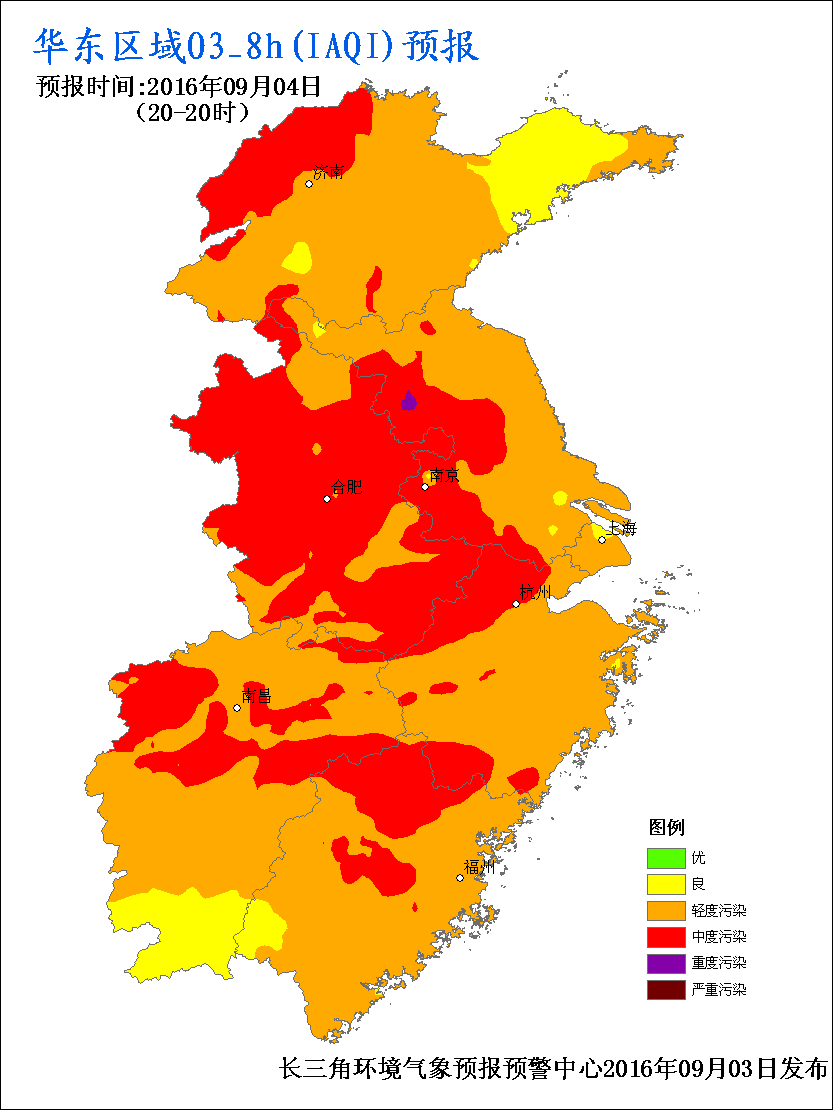 华东区域O3_8h(IAQI)预报
预报时间:2016年09月04日
(20-20时)
济南
南京
合肥
上海
杭州
南昌
福州
图例
优
良
轻度污染
中度污染
重度污染
严重污染
长三角环境气象预报预警中心2016年09月03日发布